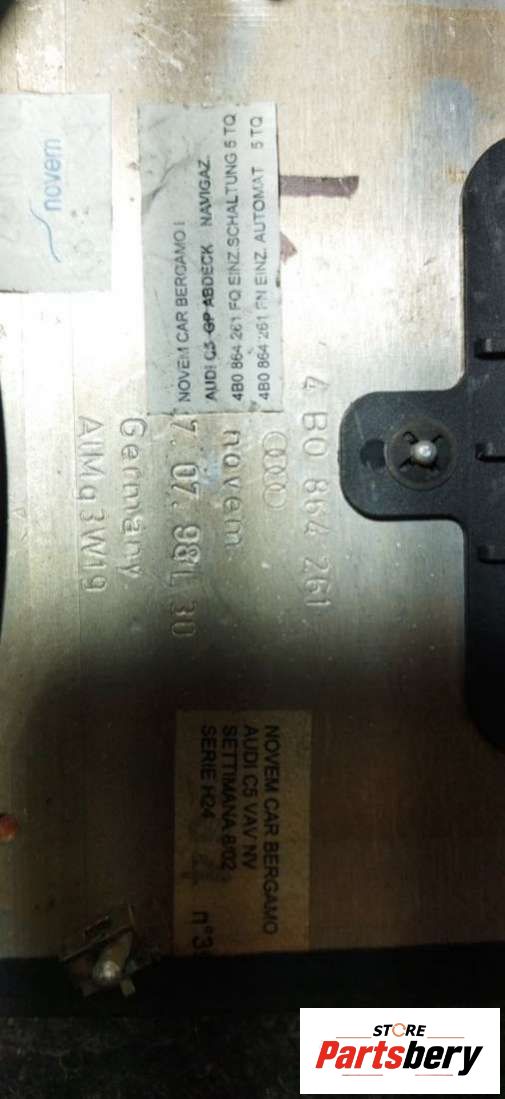 novem
NOVEM CAR BERGAMO I
AUDI C5 GP ABDECK NAVIGAZ.
4B0 864 261 FQ EINZ.SCHALTUNG 5 TQ
4B0 864 261 FN EINZ. AUTOMAT 5 TQ
4 B0 864 261
novem
7. 07. 98L 30
Germany
AlMg3W19
NOVEM CAR BERGAMO
AUDI C5 VAV NV
SETTIMANA 8/02
SERIE H24
STORE
Partsbery